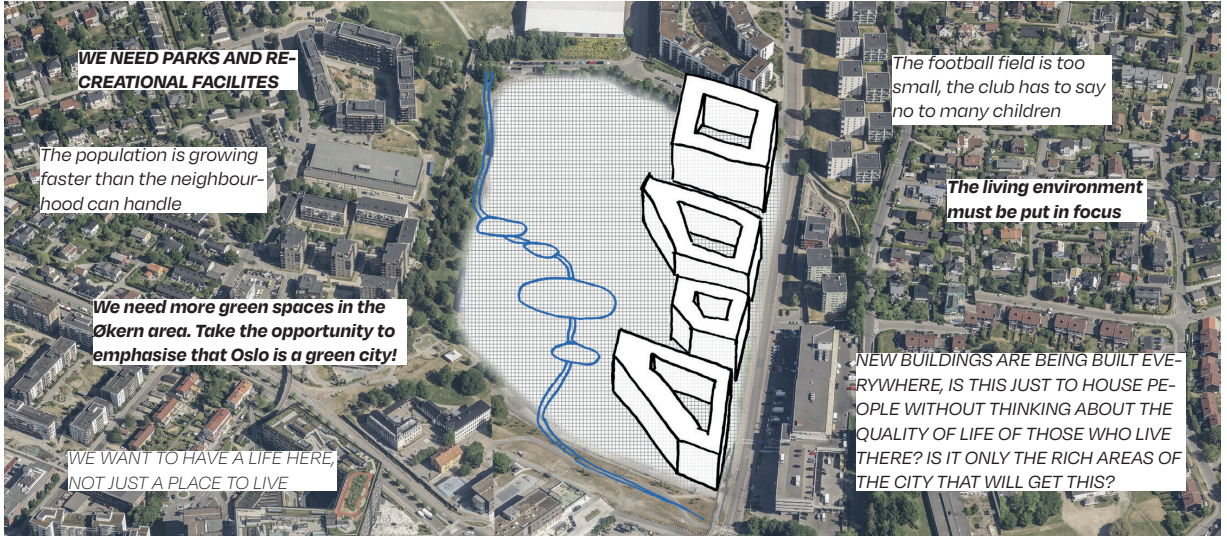 WE NEED PARKS AND RE-
CREATIONAL FACILITES
The population is growing
faster than the neighbour-
hood can handle
We need more green spaces in the
Økern area. Take the opportunity to
emphasise that Oslo is a green city!
WE WANT TO HAVE A LIFE HERE,
NOT JUST A PLACE TO LIVE
The football field is too
small, the club has to say
no to many children
The living environment
must be put in focus
NEW BUILDINGS ARE BEING BUILT EVE-
RYWHERE, IS THIS JUST TO HOUSE PE-
OPLE WITHOUT THINKING ABOUT THE
QUALITY OF LIFE OF THOSE WHO LIVE
THERE? IS IT ONLY THE RICH AREAS OF
THE CITY THAT WILL GET THIS?